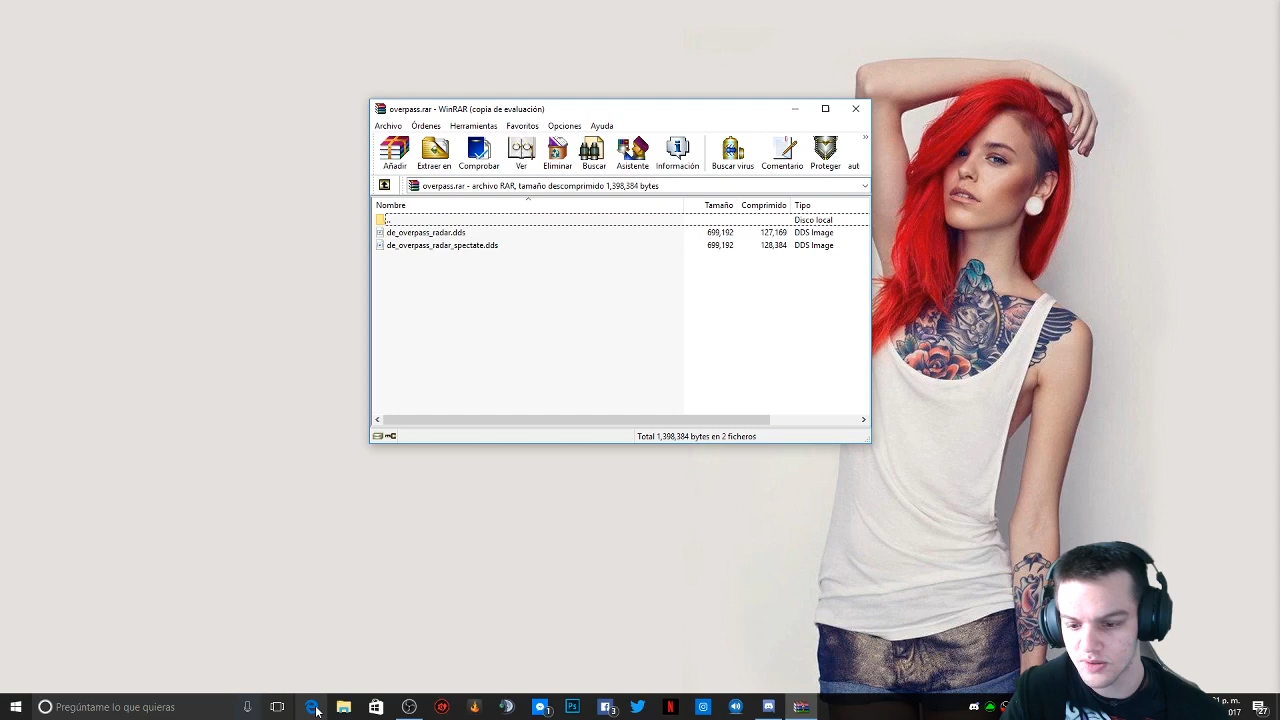 overpass.rar - WinRAR (copia de evaluación)
Archivo Órdenes Herramientas Favoritos Opciones Ayuda
Añadir Extraer en Comprobar Ver Eliminar Buscar Asistente Información Buscar virus Comentario Proteger
overpass.rar - archivo RAR, tamaño descomprimido 1,398,384 bytes
Nombre Tamaño Comprimido Tipo
.. Disco local
de_overpass_radar.dds 699,192 127,169 DDS Image
de_overpass_radar_spectate.dds 699,192 128,384 DDS Image
Total 1,398,384 bytes en 2 ficheros
Pregúntame lo que quieras